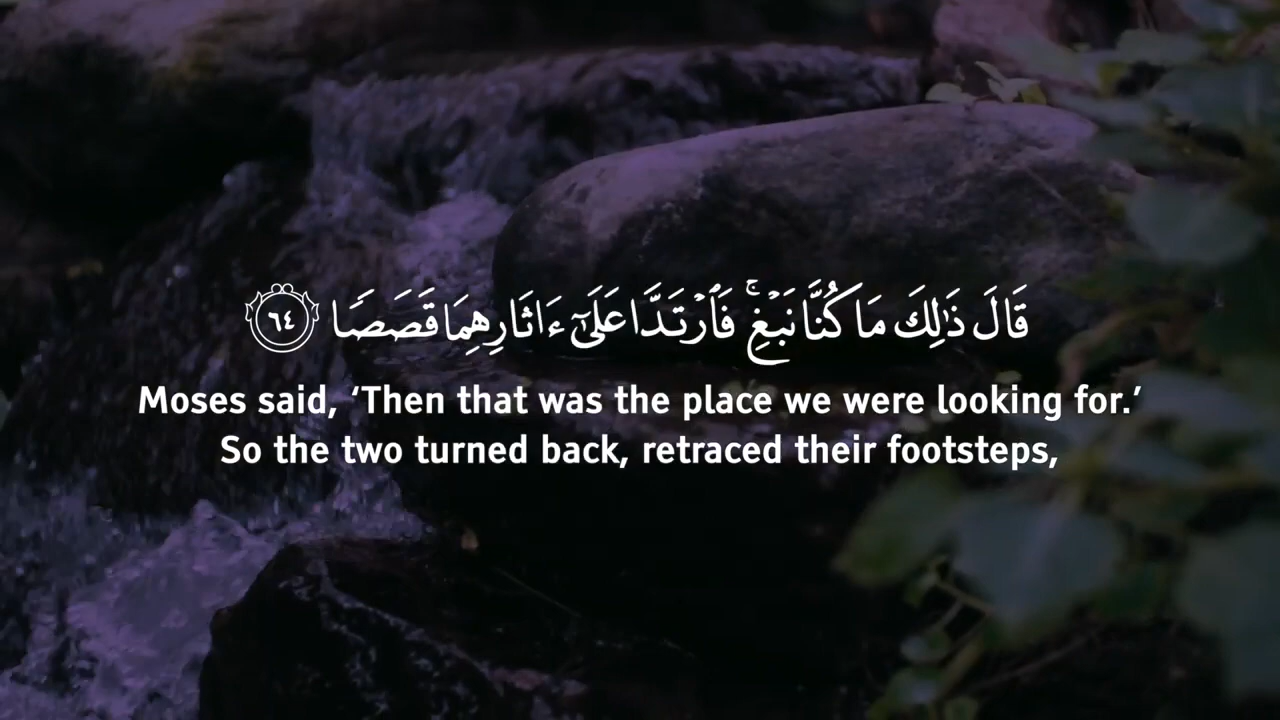 قَالَ ذَٰلِكَ مَا كُنَّا نَبْغِ ۚ فَٱرْتَدَّا عَلَىٰٓ ءَاثَارِهِمَا قَصَصًا ٦٤
Moses said, ‘Then that was the place we were looking for.’
So the two turned back, retraced their footsteps,